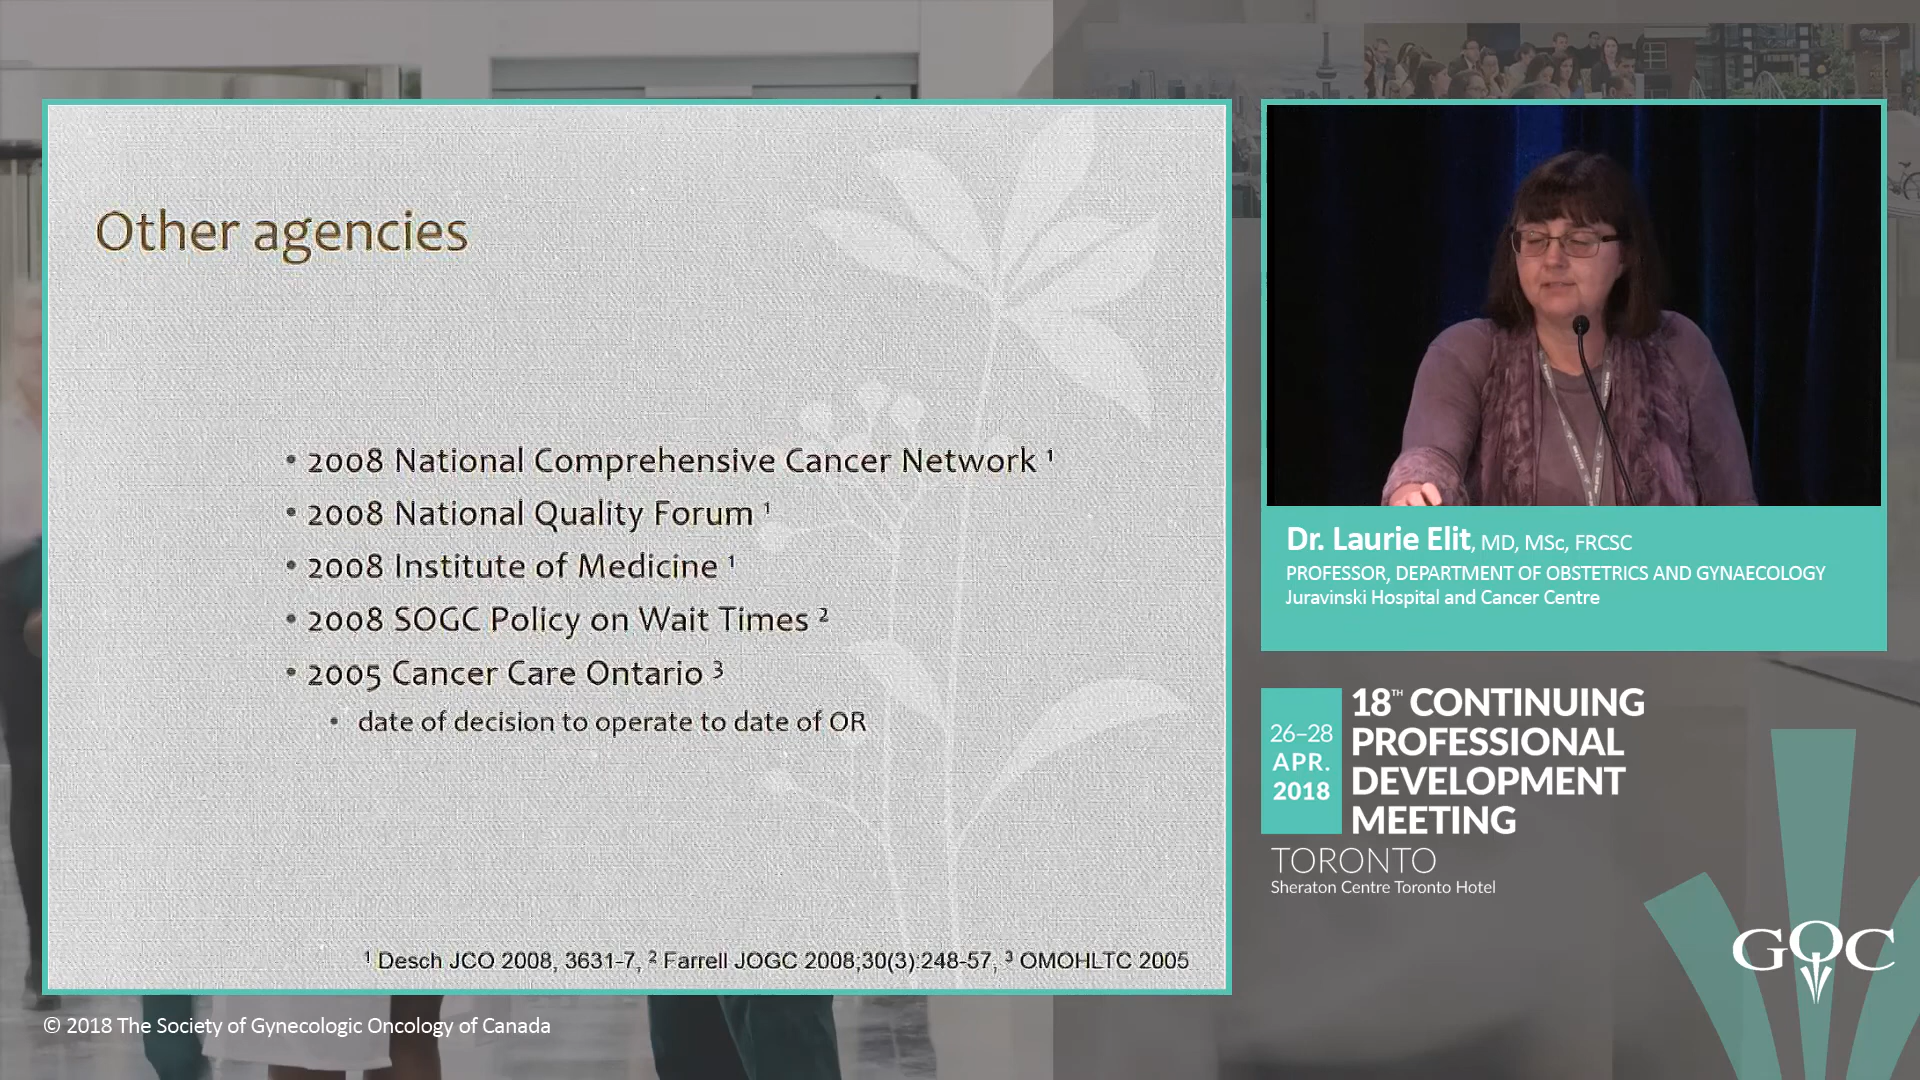 Other agencies
• 2008 National Comprehensive Cancer Network ¹
• 2008 National Quality Forum ¹
• 2008 Institute of Medicine ¹
• 2008 SOGC Policy on Wait Times ²
• 2005 Cancer Care Ontario ³
• date of decision to operate to date of OR
¹ Desch JCO 2008, 3631-7, ² Farrell JOGC 2008;30(3):248-57, ³ OMOHLTC 2005
Dr. Laurie Elit, MD, MSc, FRCSC
PROFESSOR, DEPARTMENT OF OBSTETRICS AND GYNAECOLOGY
Juravinski Hospital and Cancer Centre
26–28
APR.
2018
18TH CONTINUING
PROFESSIONAL
DEVELOPMENT
MEETING
TORONTO
Sheraton Centre Toronto Hotel
GOC
© 2018 The Society of Gynecologic Oncology of Canada